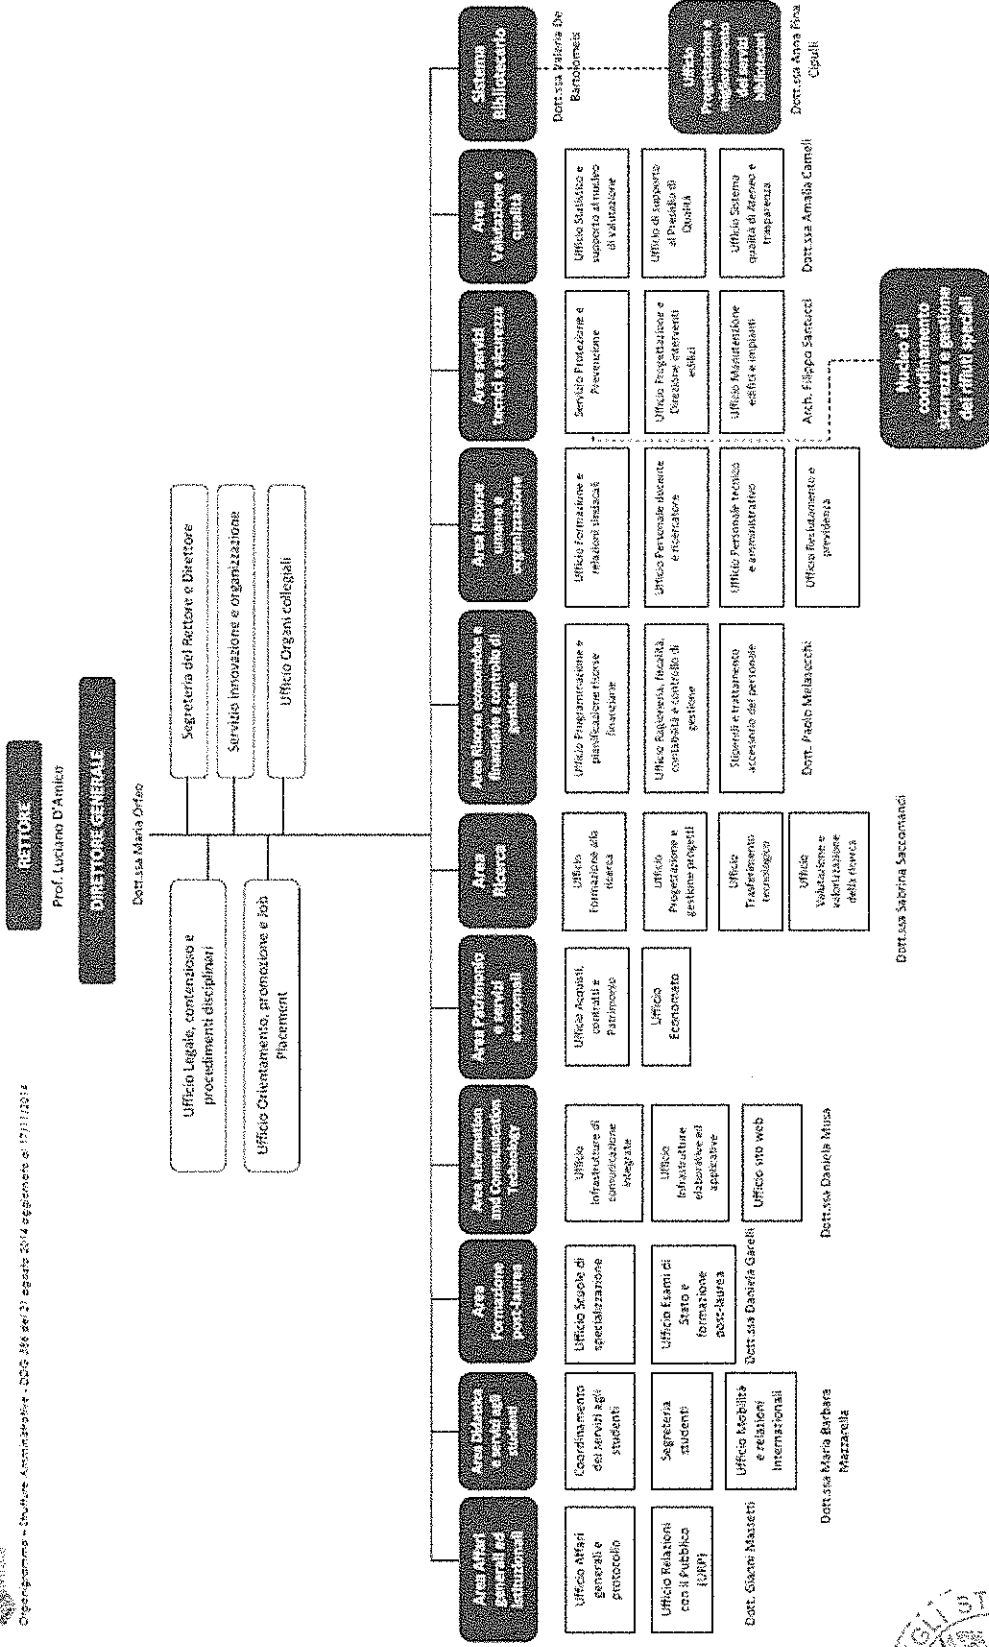 Organigramma – Strutture Amministrative - DDG 386 del 21 agosto 2014 aggiornato al 17/11/2014
RETTORE
Prof. Luciano D'Amico
DIRETTORE GENERALE
Dott.ssa Maria Orfeo
Ufficio Legale, contenzioso e
procedimenti disciplinari
Ufficio Orientamento, promozione e Job
Placement
Segreteria del Rettore e Direttore
Servizio innovazione e organizzazione
Ufficio Organi collegiali
Area Affari
generali ed
istituzionali
Ufficio Affari
generali e
protocollo
Ufficio Relazioni
con il Pubblico
(URP)
Dott. Gianni Massetti
Area Didattica
e servizi agli
studenti
Coordinamento
dei servizi agli
studenti
Segreteria
studenti
Ufficio Mobilità
e relazioni
Internazionali
Dott.ssa Maria Barbara
Mazzarella
Area
Formazione
post-laurea
Ufficio Scuole di
specializzazione
Ufficio Esami di
Stato e
formazione
post-laurea
Dott.ssa Daniela Garelli
Area Information
and Communication
Technology
Ufficio
Infrastrutture di
comunicazione
integrate
Ufficio
Infrastrutture
elaborative ed
applicative
Ufficio sito web
Dott.ssa Daniela Musa
Area Patrimonio
e servizi
economali
Ufficio Acquisti,
contratti e
Patrimonio
Ufficio
Economato
Area
Ricerca
Ufficio
Formazione alla
ricerca
Ufficio
Progettazione e
gestione progetti
Ufficio
Trasferimento
tecnologico
Ufficio
Valutazione e
valorizzazione
della ricerca
Dott.ssa Sabrina Saccomandi
Area Risorse economiche e
finanziarie e controllo di
gestione
Ufficio Programmazione e
pianificazione risorse
finanziarie
Ufficio Ragioneria, fiscalità,
contabilità e controllo di
gestione
Stipendi e trattamento
accessorio del personale
Dott. Paolo Melasecchi
Area Risorse
umane e
organizzazione
Ufficio Formazione e
relazioni sindacali
Ufficio Personale docente
e ricercatore
Ufficio Personale tecnico
e amministrativo
Ufficio Reclutamento e
previdenza
Area servizi
tecnici e sicurezza
Servizio Protezione e
Prevenzione
Ufficio Progettazione e
Direzione interventi
edilizi
Ufficio Manutenzione
edifici e impianti
Arch. Filippo Santucci
Nucleo di
coordinamento
sicurezza e gestione
dei rifiuti speciali
Area
Valutazione e
qualità
Ufficio Statistico e
supporto al nucleo
di valutazione
Ufficio di supporto
al Presidio di
Qualità
Ufficio Sistema
qualità di Ateneo e
trasparenza
Dott.ssa Amalia Cameli
Sistema
Bibliotecario
Dott.ssa Valeria De
Bartolomeis
Ufficio
Programmazione e
miglioramento
dei servizi
bibliotecari
Dott.ssa Anna Pina
Cipulli